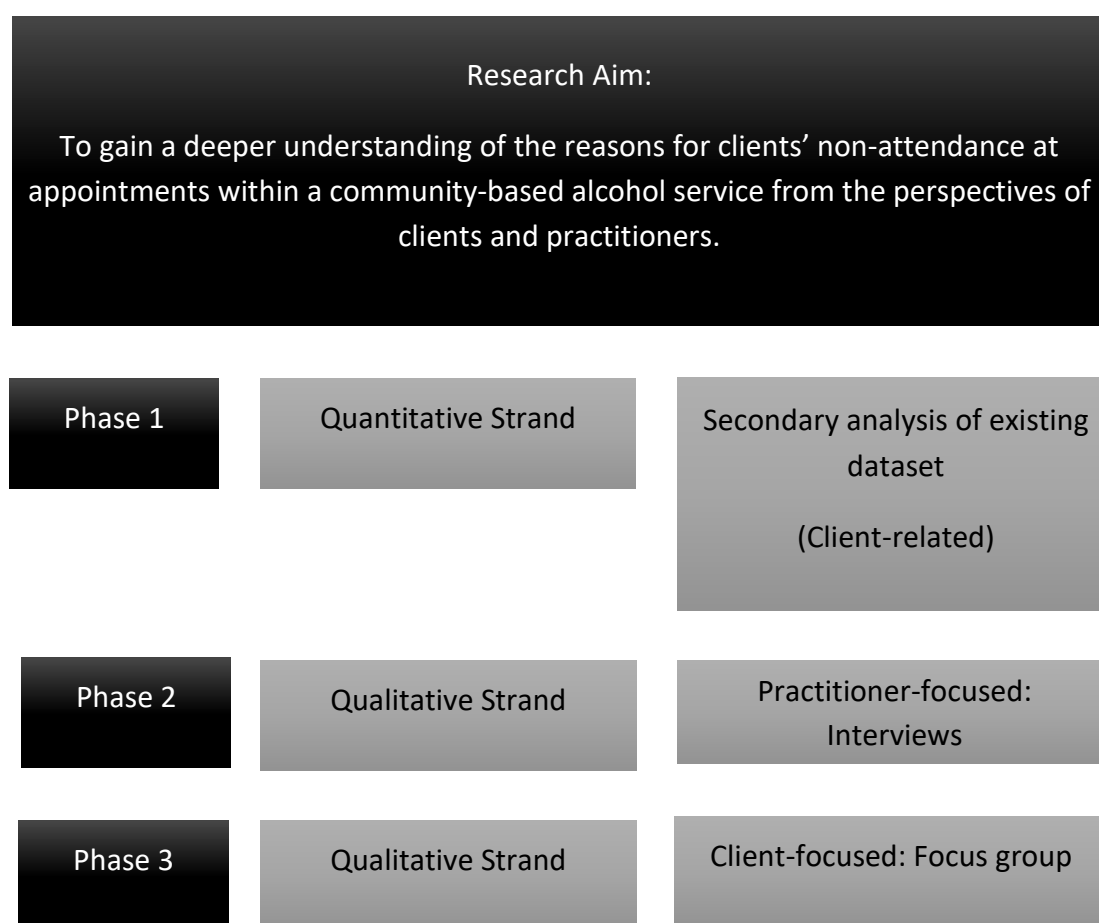 Research Aim:
To gain a deeper understanding of the reasons for clients’ non-attendance at
appointments within a community-based alcohol service from the perspectives of
clients and practitioners.
Phase 1
Quantitative Strand
Secondary analysis of existing
dataset
(Client-related)
Phase 2
Qualitative Strand
Practitioner-focused:
Interviews
Phase 3
Qualitative Strand
Client-focused: Focus group